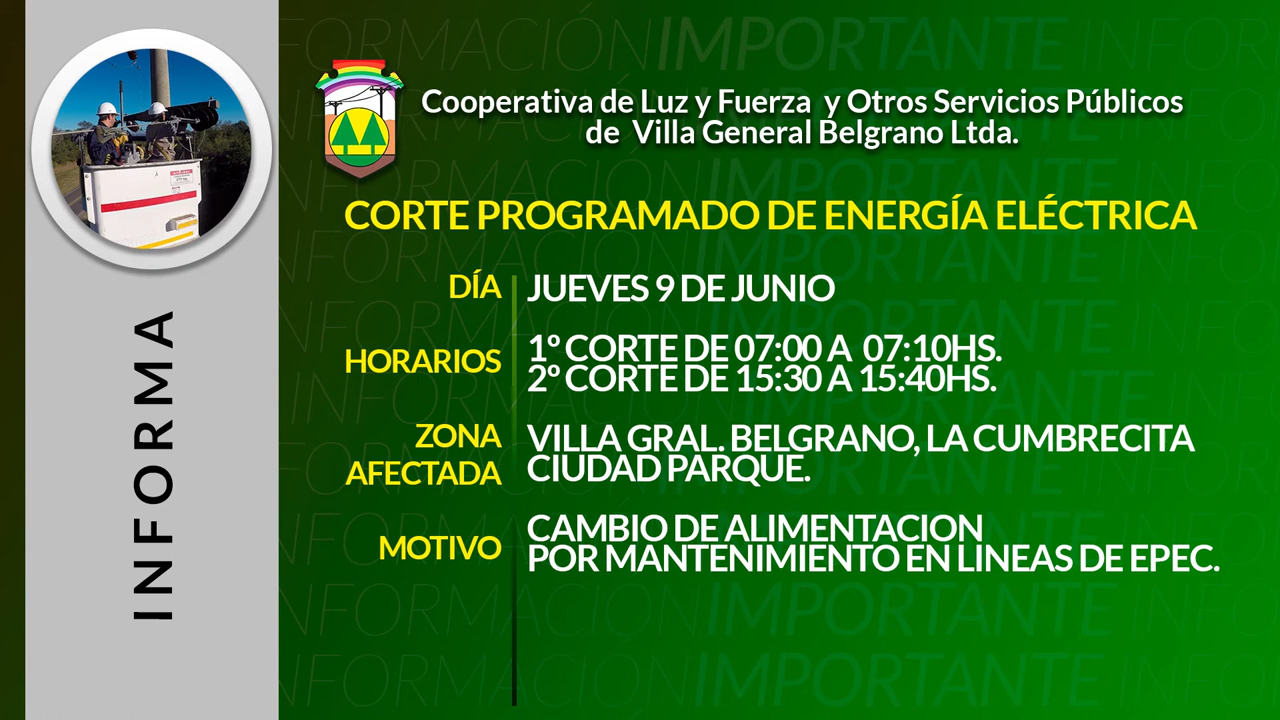 Cooperativa de Luz y Fuerza y Otros Servicios Públicos
de Villa General Belgrano Ltda.
CORTE PROGRAMADO DE ENERGÍA ELÉCTRICA
DÍA
JUEVES 9 DE JUNIO
HORARIOS
1º CORTE DE 07:00 A 07:10HS.
2º CORTE DE 15:30 A 15:40HS.
ZONA
AFECTADA
VILLA GRAL. BELGRANO, LA CUMBRECITA
CIUDAD PARQUE.
MOTIVO
CAMBIO DE ALIMENTACION
POR MANTENIMIENTO EN LINEAS DE EPEC.
INFORMA